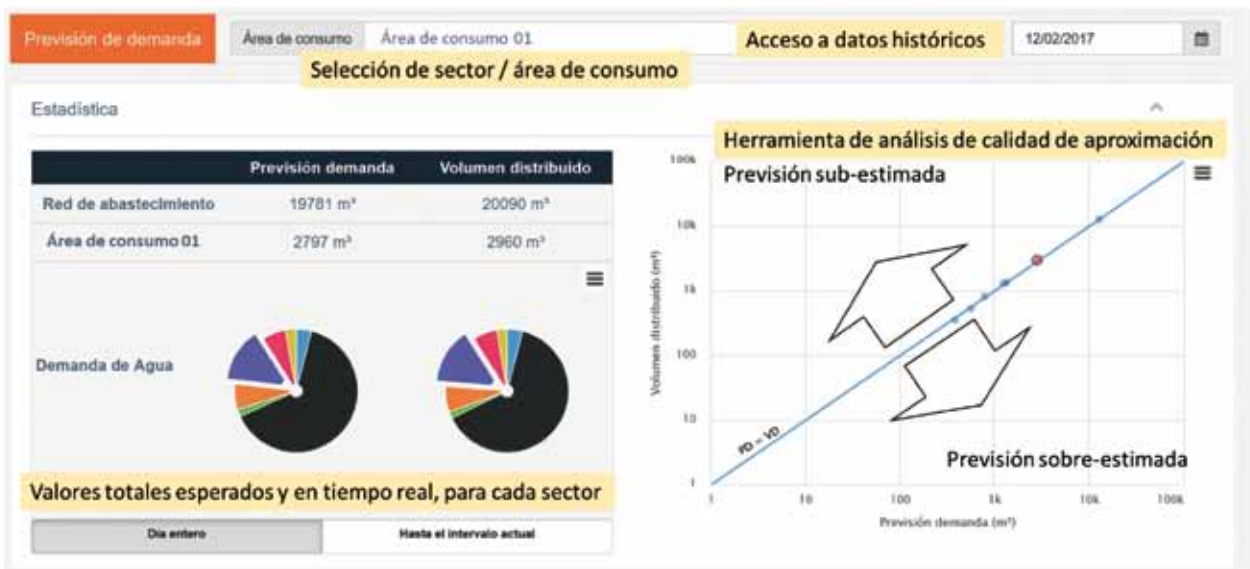 Previsión de demanda
Área de consumo
Área de consumo 01
Acceso a datos históricos
12/02/2017
Selección de sector / área de consumo
Estadística
Herramienta de análisis de calidad de aproximación
Previsión demanda
Volumen distribuido
Red de abastecimiento
19781 m³
20090 m³
Área de consumo 01
2797 m³
2960 m³
Demanda de Agua
Valores totales esperados y en tiempo real, para cada sector
Día entero
Hasta el intervalo actual
Previsión sub-estimada
Previsión sobre-estimada
PD = VD
Volumen distribuido (m³)
100k
10k
1k
100
10
1
1
10
100
1k
10k
100k
Previsión demanda (m³)